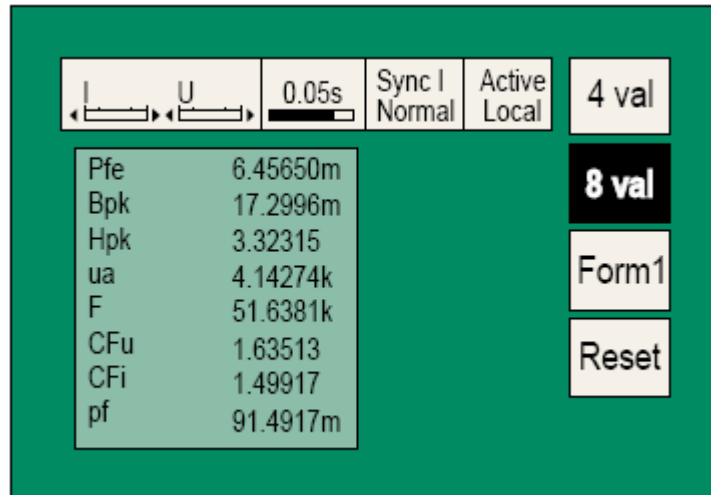 I U 0.05s Sync I Active
Normal Local
4 val
8 val
Form1
Reset
Pfe 6.45650m
Bpk 17.2996m
Hpk 3.32315
ua 4.14274k
F 51.6381k
CFu 1.63513
CFi 1.49917
pf 91.4917m